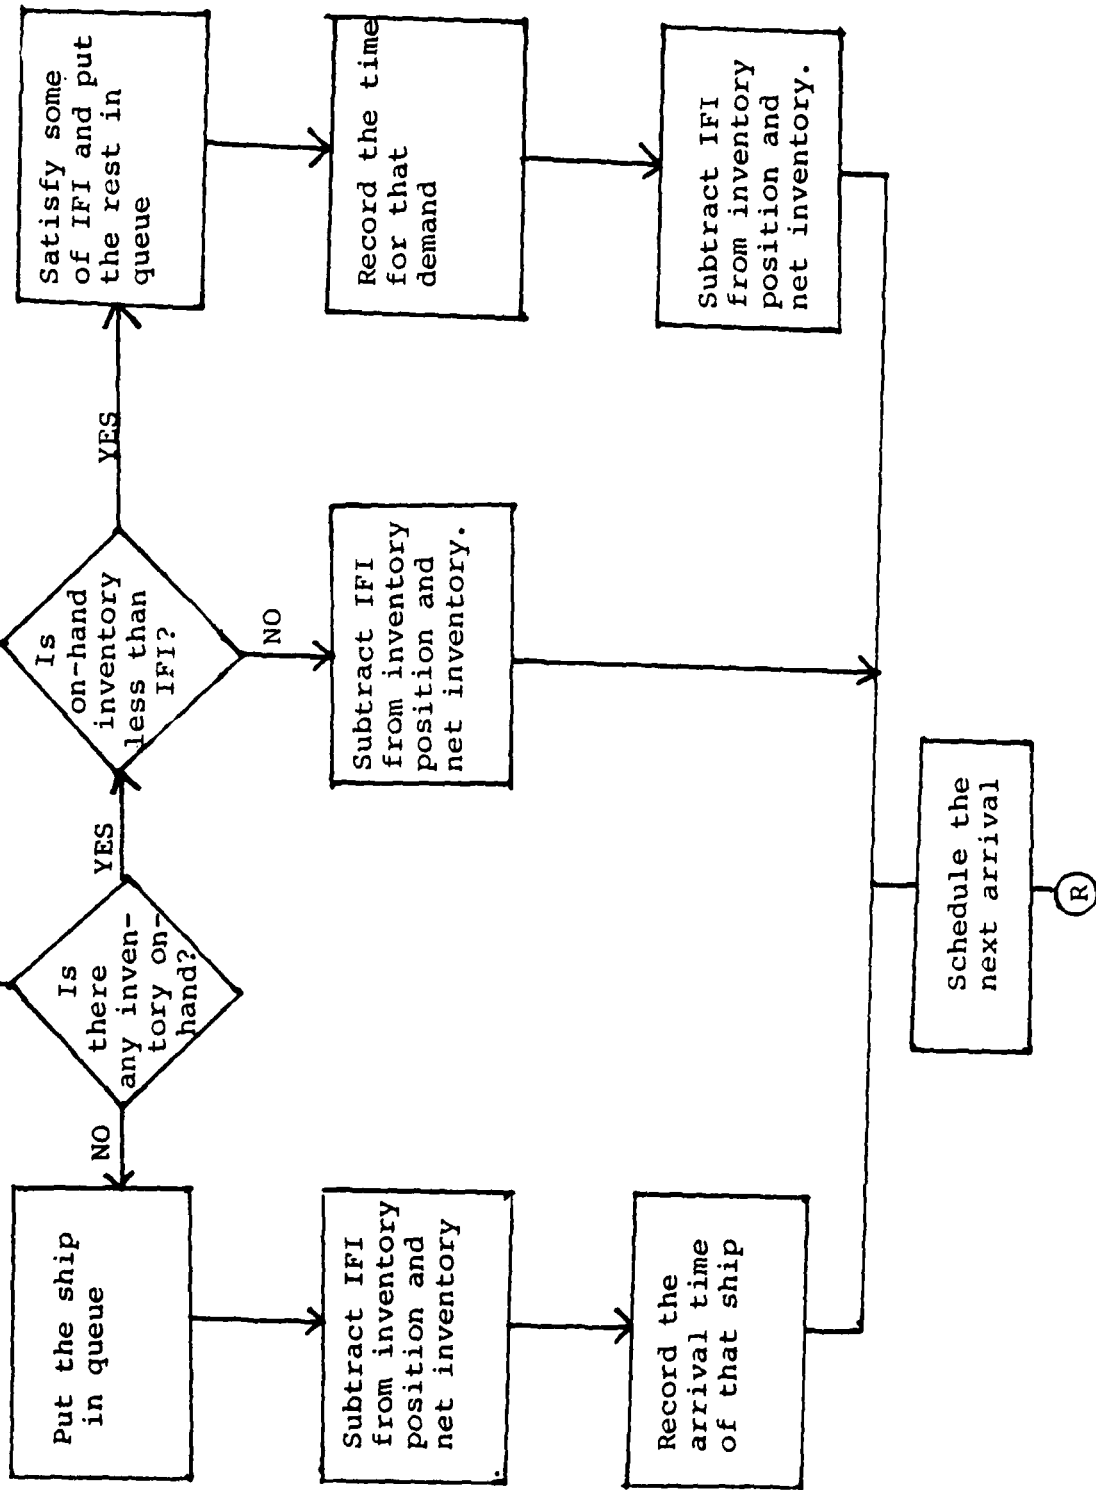 Put the ship
in queue
NO
Is
there
any inven-
tory on-
hand?
YES
Is
on-hand
inventory
less than
IFI?
YES
Satisfy some
of IFI and put
the rest in
queue
Subtract IFI
from inventory
position and
net inventory
NO
Subtract IFI
from inventory
position and
net inventory.
Record the time
for that
demand
Record the
arrival time
of that ship
Subtract IFI
from inventory
position and
net inventory.
Schedule the
next arrival
R